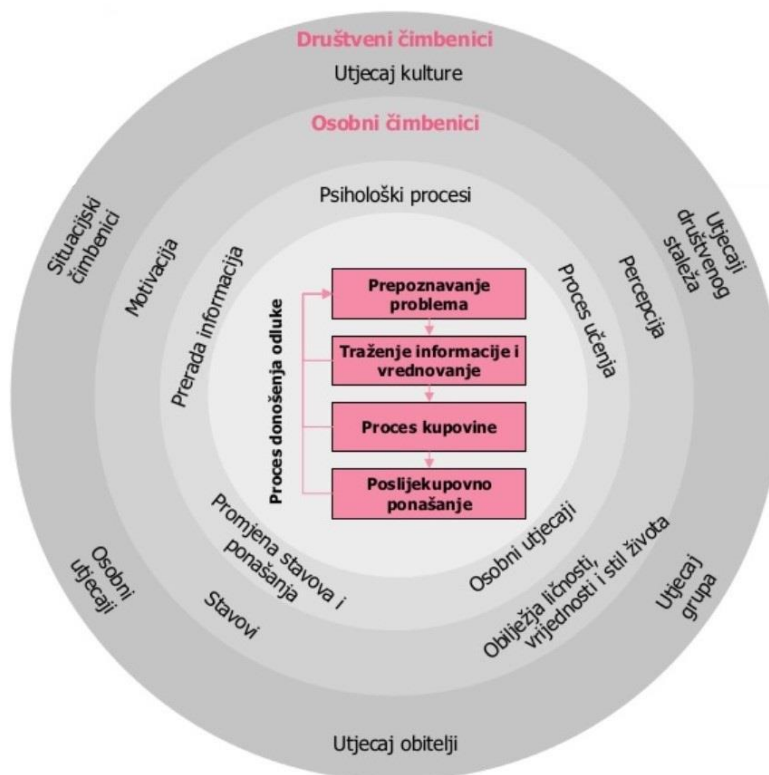 Društveni čimbenici
Utjecaj kulture
Osobni čimbenici
Psihološki procesi
Situacijski
čimbenici
Motivacija
Prerada informacija
Proces učenja
Percepcija
Utjecaji
društvenog
staleža
Proces donošenja odluke
Prepoznavanje
problema
Traženje informacije i
vrednovanje
Proces kupovine
Poslijekupovno
ponašanje
Osobni
utjecaji
Stavovi
Promjena stavova i
ponašanja
Osobni utjecaji
Obilježja ličnosti,
vrijednosti i stil života
Utjecaj
grupa
Utjecaj obitelji